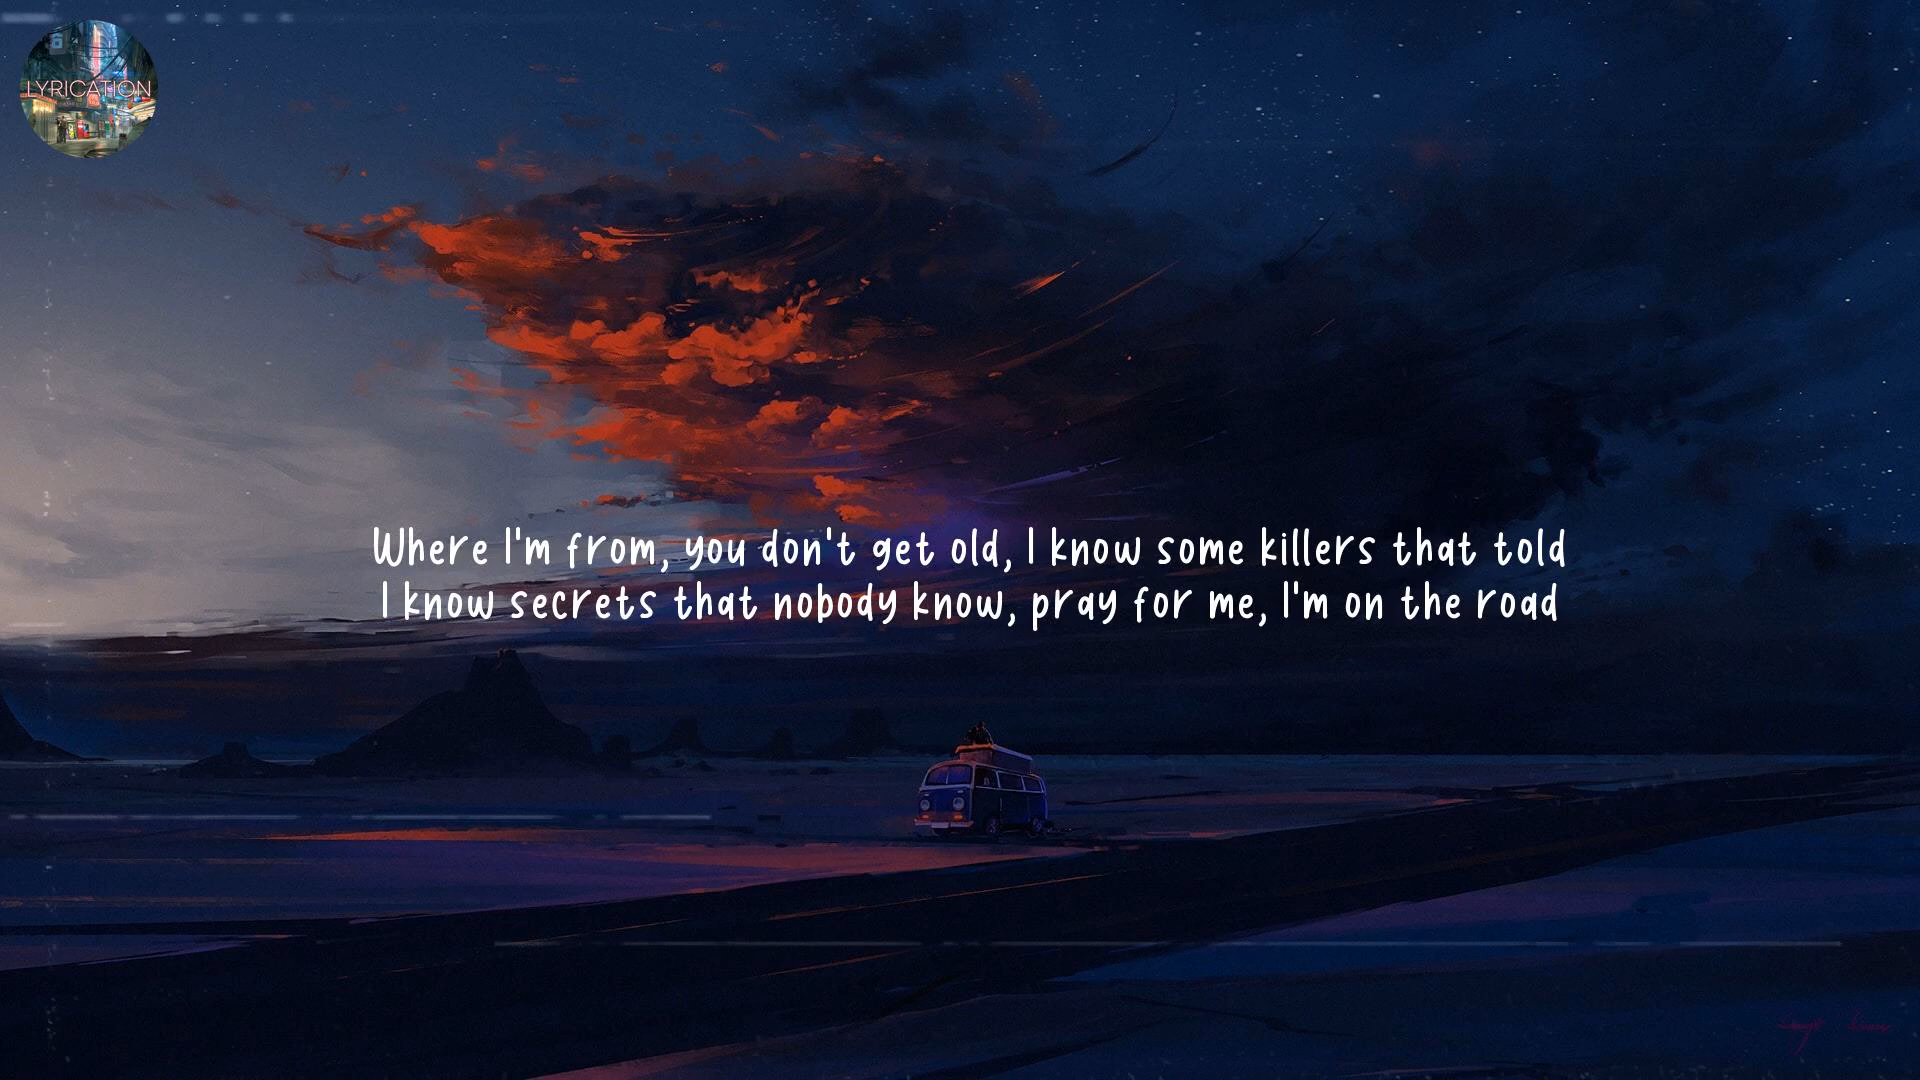 LYRICATION
Where I'm from, you don't get old, I know some killers that told
I know secrets that nobody know, pray for me, I'm on the road